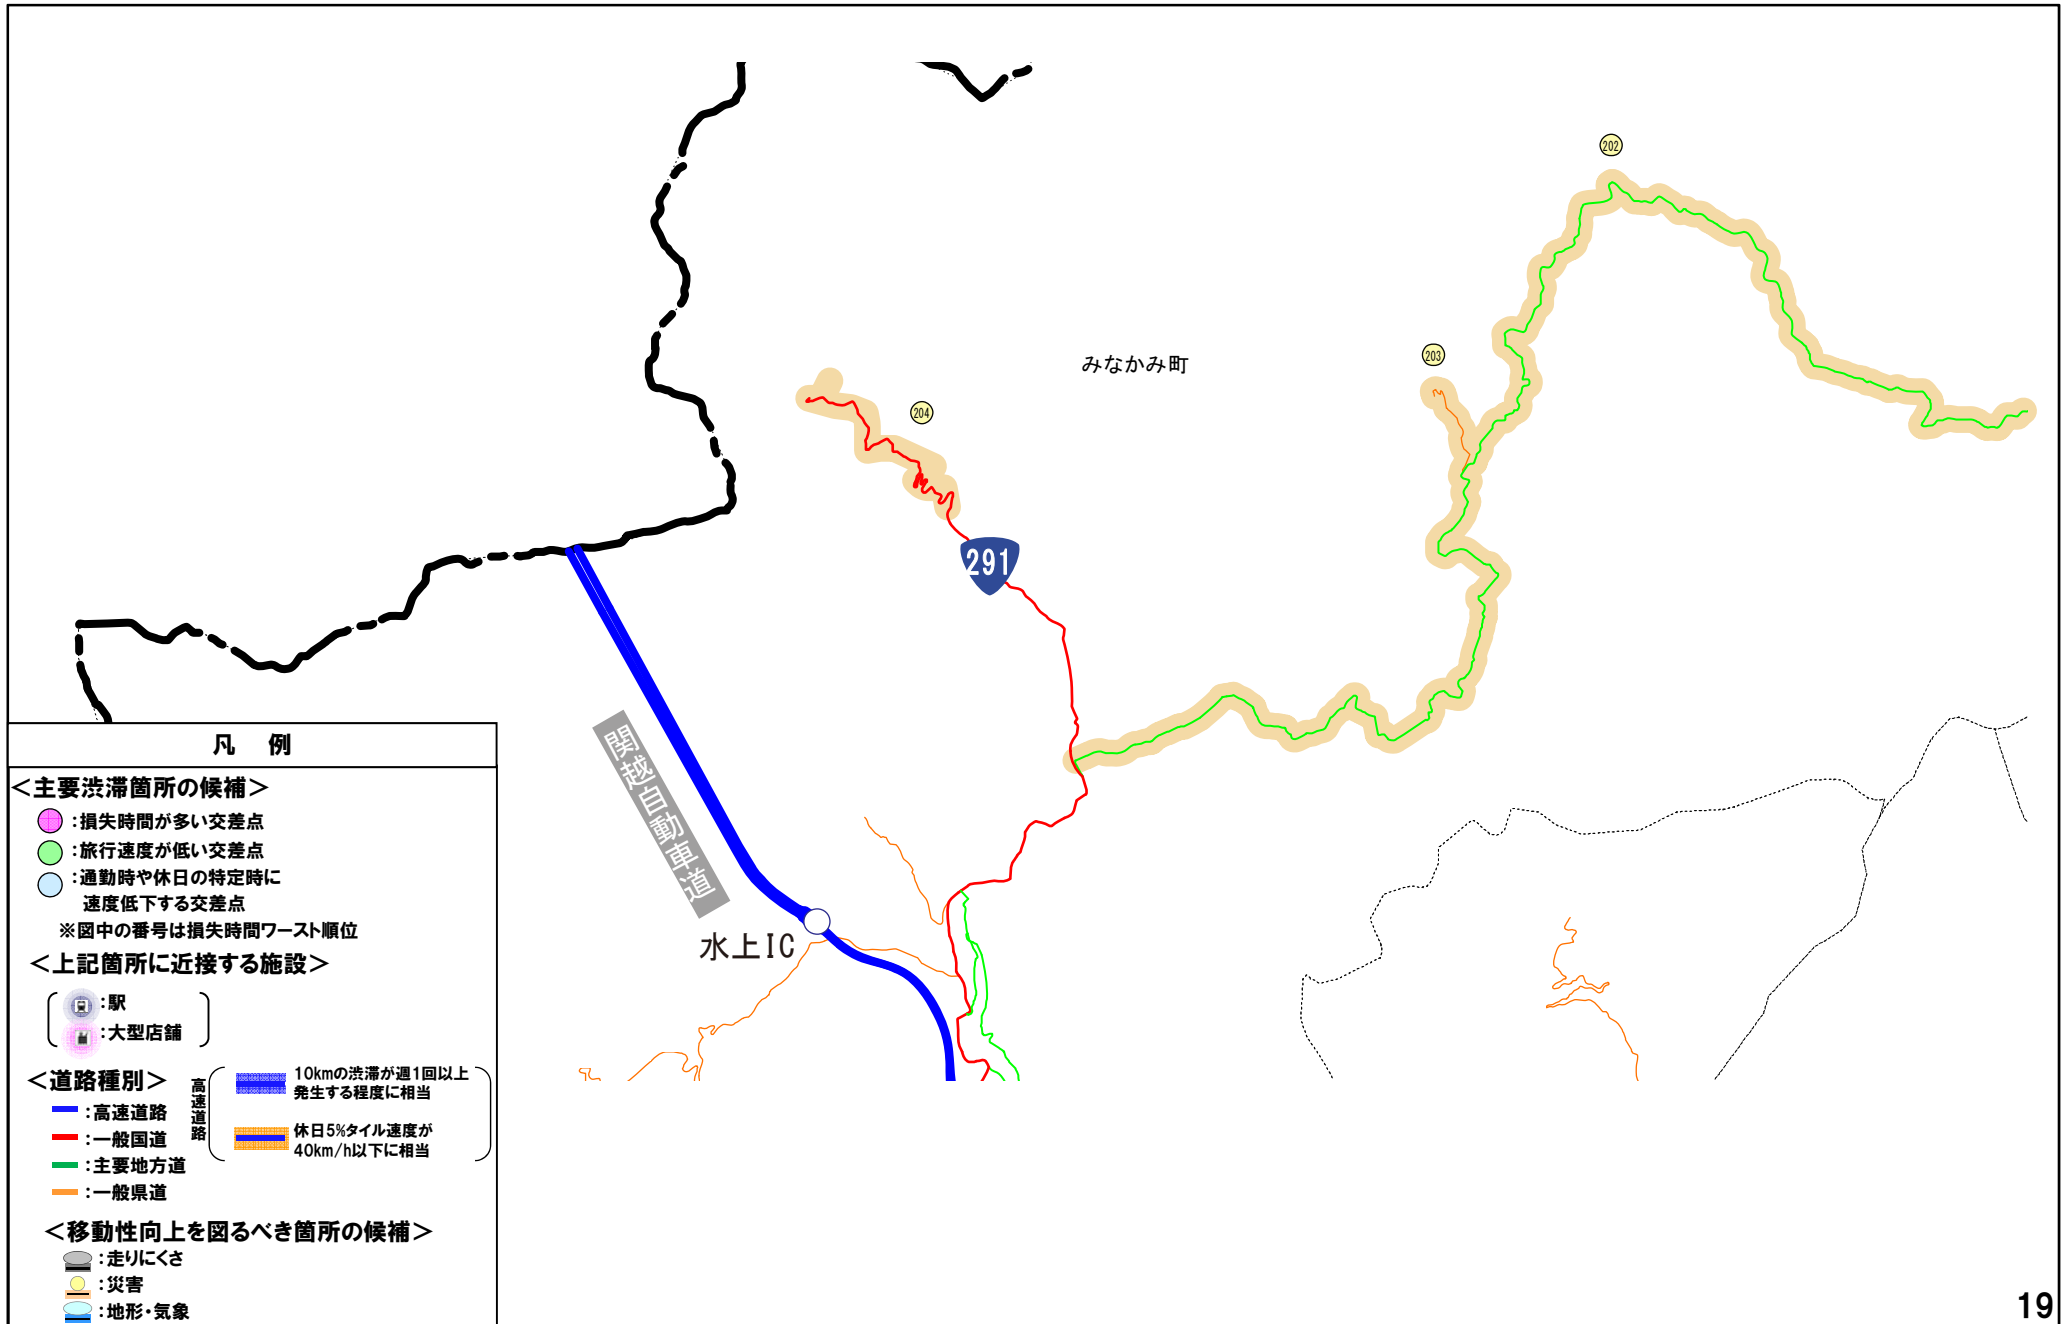 202
みなかみ町
203
204
291
関越自動車道
水上IC
凡 例
＜主要渋滞箇所の候補＞
：損失時間が多い交差点
：旅行速度が低い交差点
：通勤時や休日の特定時に
速度低下する交差点
※図中の番号は損失時間ワースト順位
＜上記箇所に近接する施設＞
：駅
：大型店舗
＜道路種別＞
：高速道路
：一般国道
：主要地方道
：一般県道
高速道路
10kmの渋滞が週1回以上
発生する程度に相当
休日5%タイル速度が
40km/h以下に相当
＜移動性向上を図るべき箇所の候補＞
：走りにくさ
：災害
：地形・気象
19